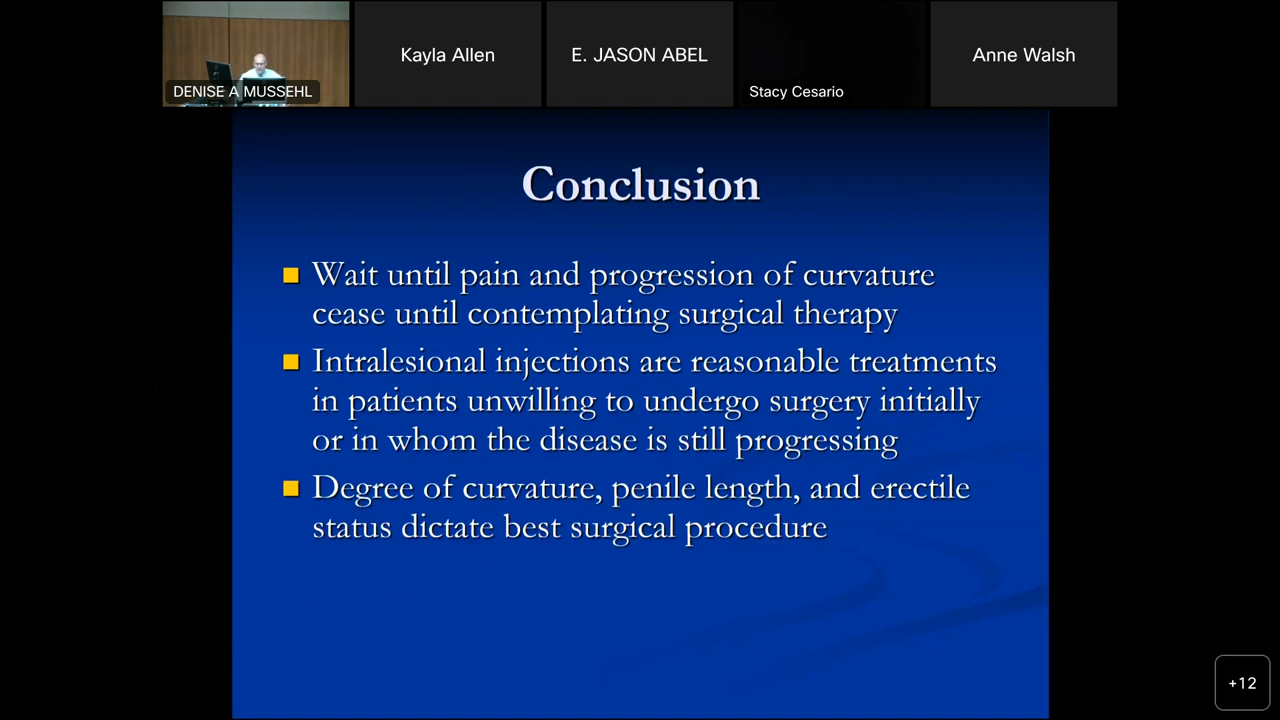 DENISE A MUSSEHL
Kayla Allen
E. JASON ABEL
Stacy Cesario
Anne Walsh
Conclusion
Wait until pain and progression of curvature
cease until contemplating surgical therapy
Intralesional injections are reasonable treatments
in patients unwilling to undergo surgery initially
or in whom the disease is still progressing
Degree of curvature, penile length, and erectile
status dictate best surgical procedure
+12